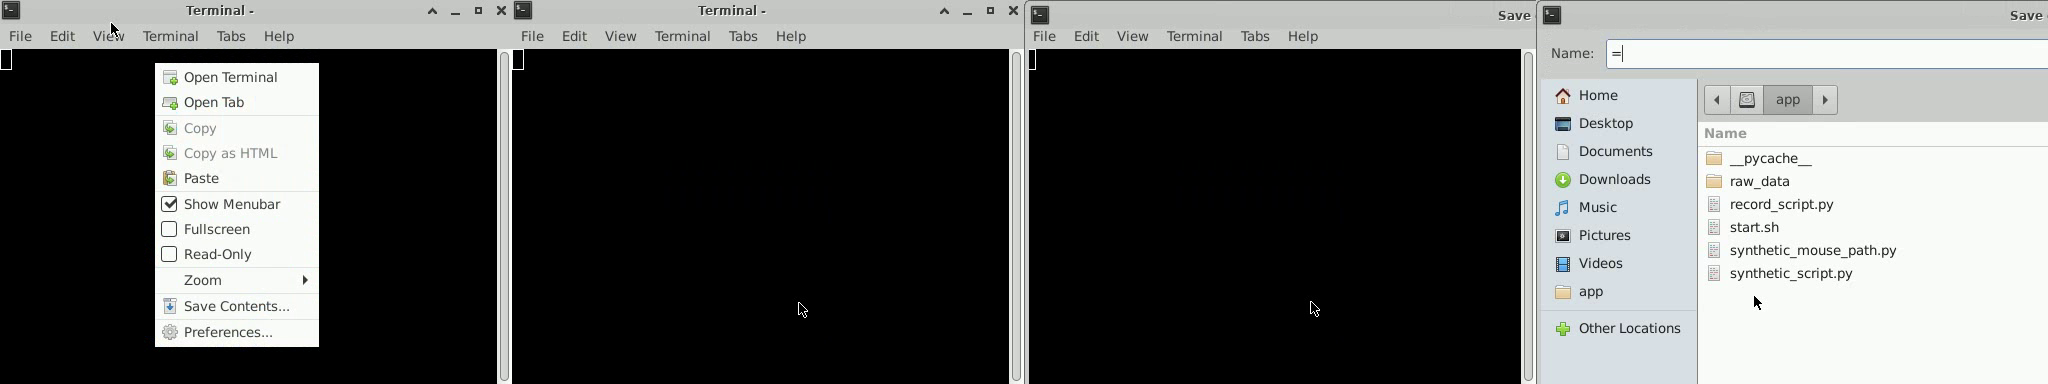 Terminal -
File Edit View Terminal Tabs Help
Open Terminal
Open Tab
Copy
Copy as HTML
Paste
Show Menubar
Fullscreen
Read-Only
Zoom
Save Contents...
Preferences...
Terminal -
File Edit View Terminal Tabs Help
Save
File Edit View Terminal Tabs Help
Save
Name: =
Home
Desktop
Documents
Downloads
Music
Pictures
Videos
app
Other Locations
app
Name
__pycache__
raw_data
record_script.py
start.sh
synthetic_mouse_path.py
synthetic_script.py